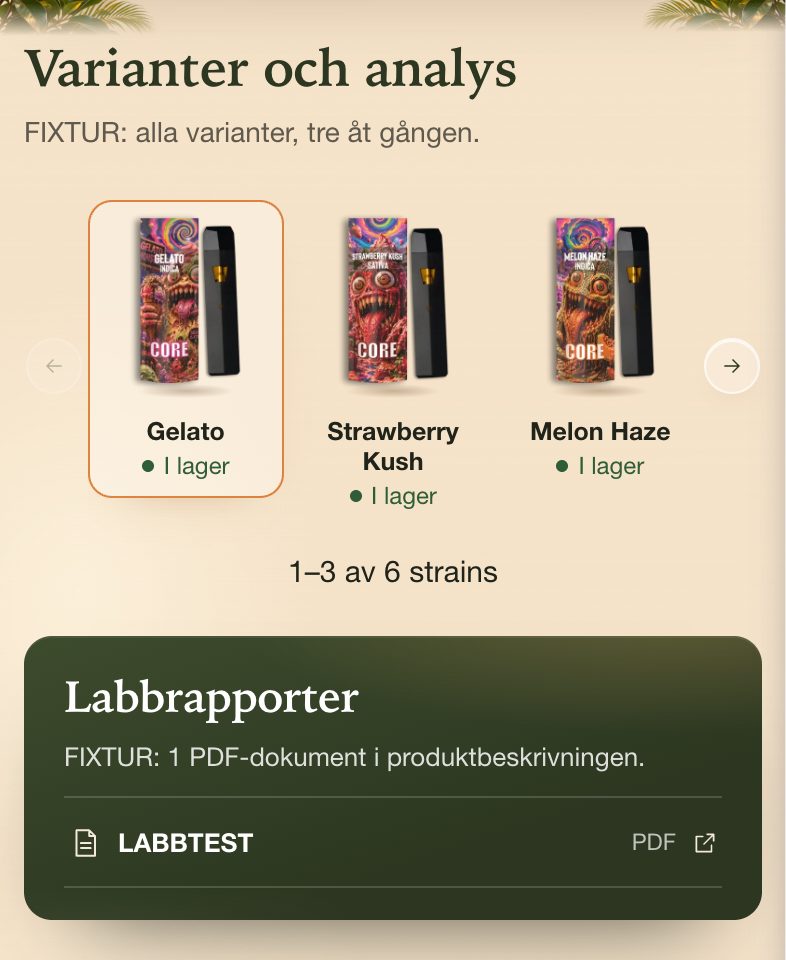 Varianter och analys
FIXTUR: alla varianter, tre åt gången.
GELATO
INDICA
CORE
STRAWBERRY KUSH
SATIVA
CORE
MELON HAZE
INDICA
CORE
Gelato
I lager
Strawberry
Kush
I lager
Melon Haze
I lager
1–3 av 6 strains
Labbrapporter
FIXTUR: 1 PDF-dokument i produktbeskrivningen.
LABBTEST
PDF